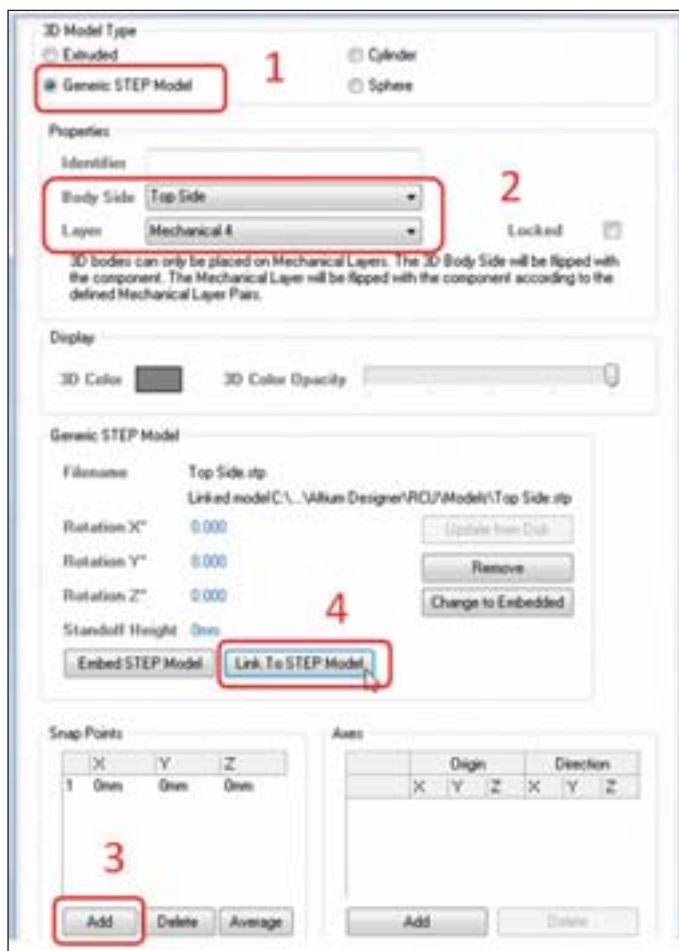 3D Model Type
Extruded
Cylinder
1
Generic STEP Model
Sphere
Properties
Identifier
Body Side Top Side
2
Layer Mechanical 4
Locked
3D bodies can only be placed on Mechanical Layers. The 3D Body Side will be flipped with
the component. The Mechanical Layer will be flipped with the component according to the
defined Mechanical Layer Pairs.
Display
3D Color
3D Color Opacity
Generic STEP Model
Filename Top Side.stp
Linked model C:\...\Altium Designer\RCU\Models\Top Side.stp
Rotation X° 0.000
Update from Disk
Rotation Y° 0.000
Remove
Rotation Z° 0.000
4
Change to Embedded
Standoff Height 0mm
Embed STEP Model Link To STEP Model
Snap Points
Axes
X Y Z
Origin Direction
1 0mm 0mm 0mm
X Y Z X Y Z
3
Add Delete Average
Add Delete